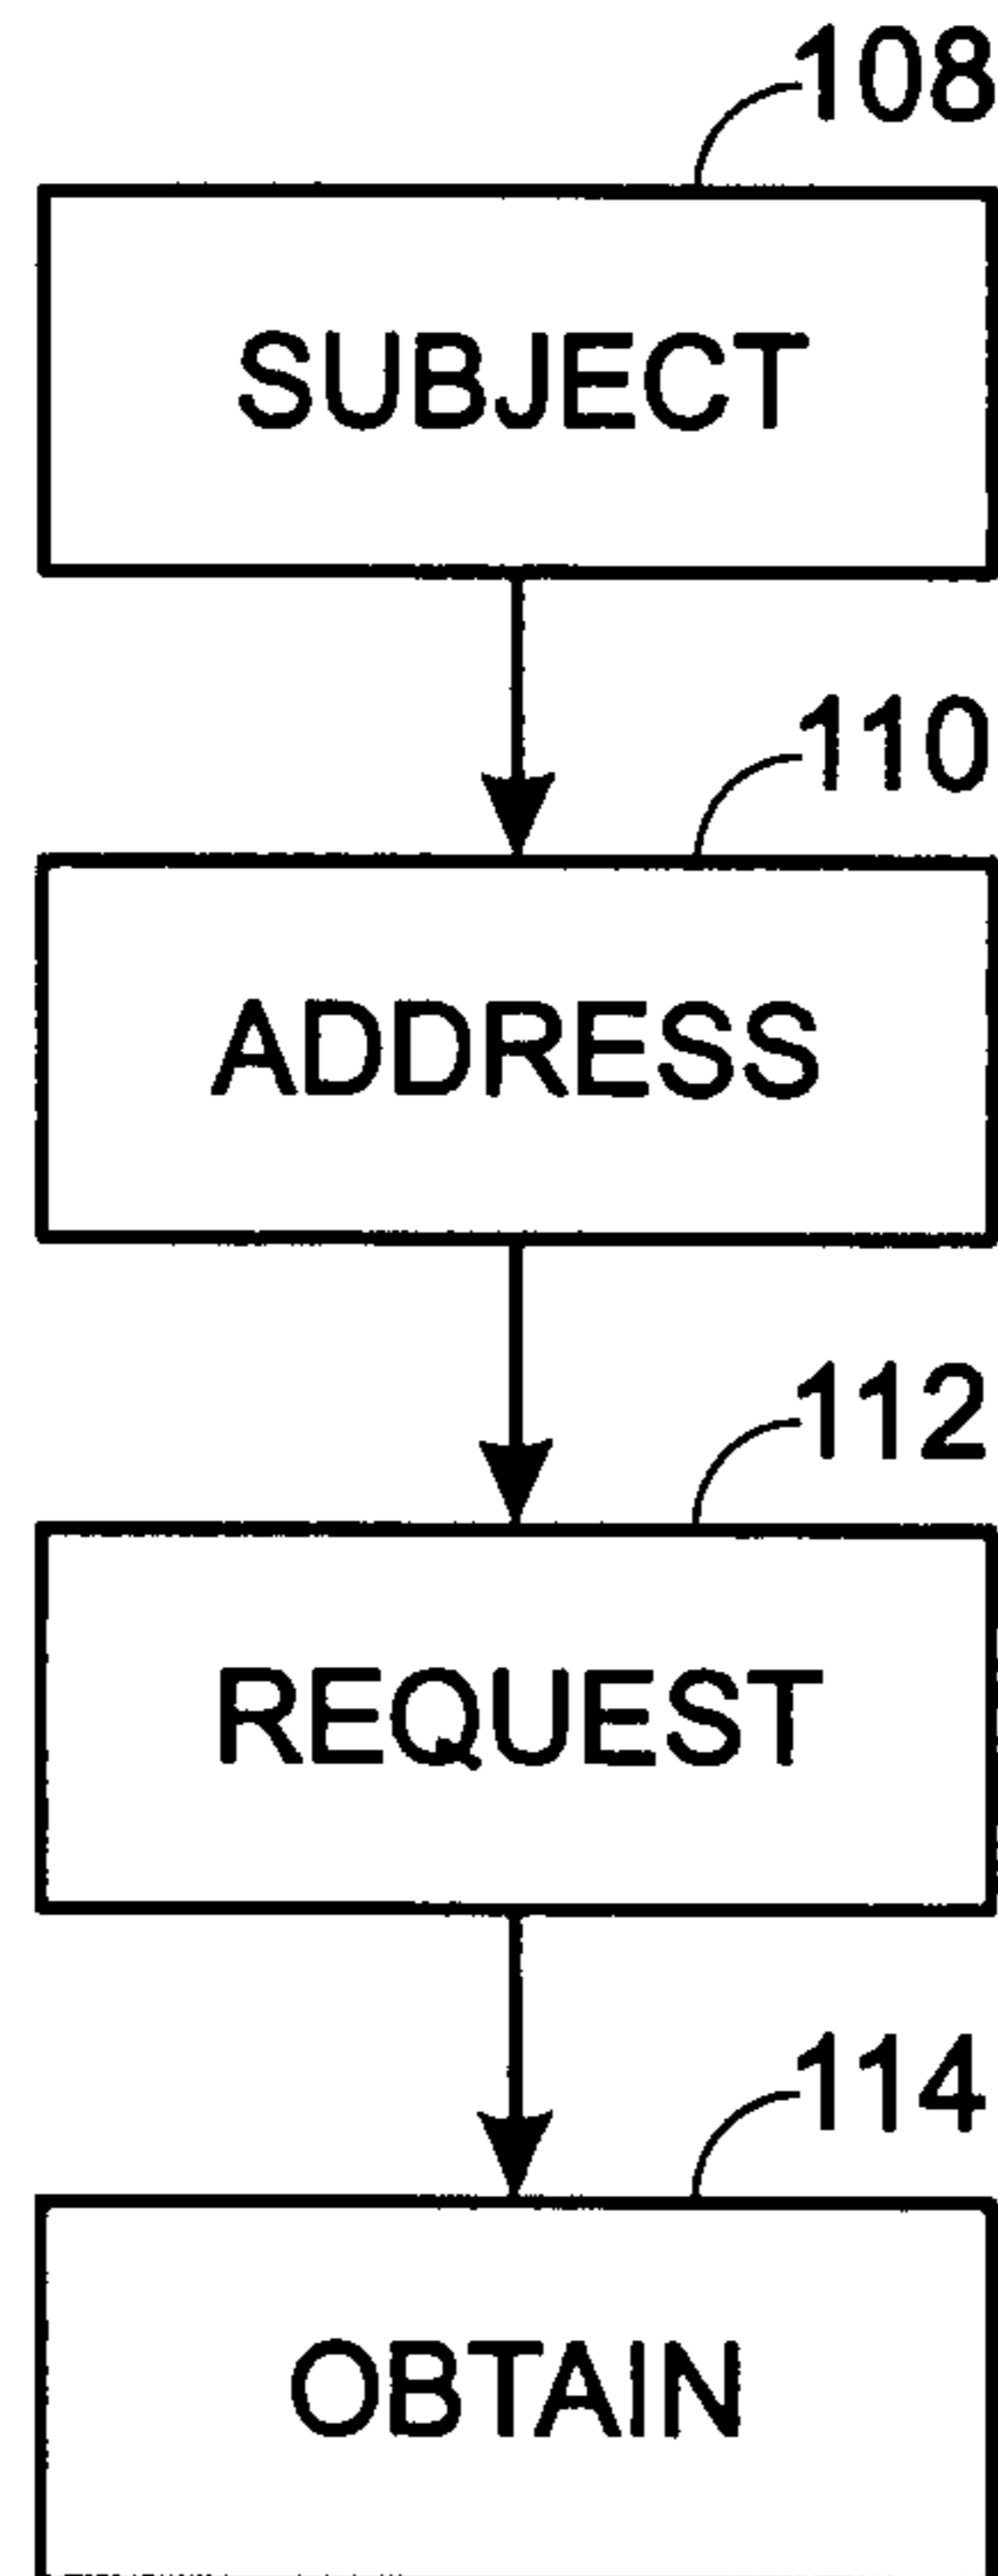 108
SUBJECT
110
ADDRESS
112
REQUEST
114
OBTAIN